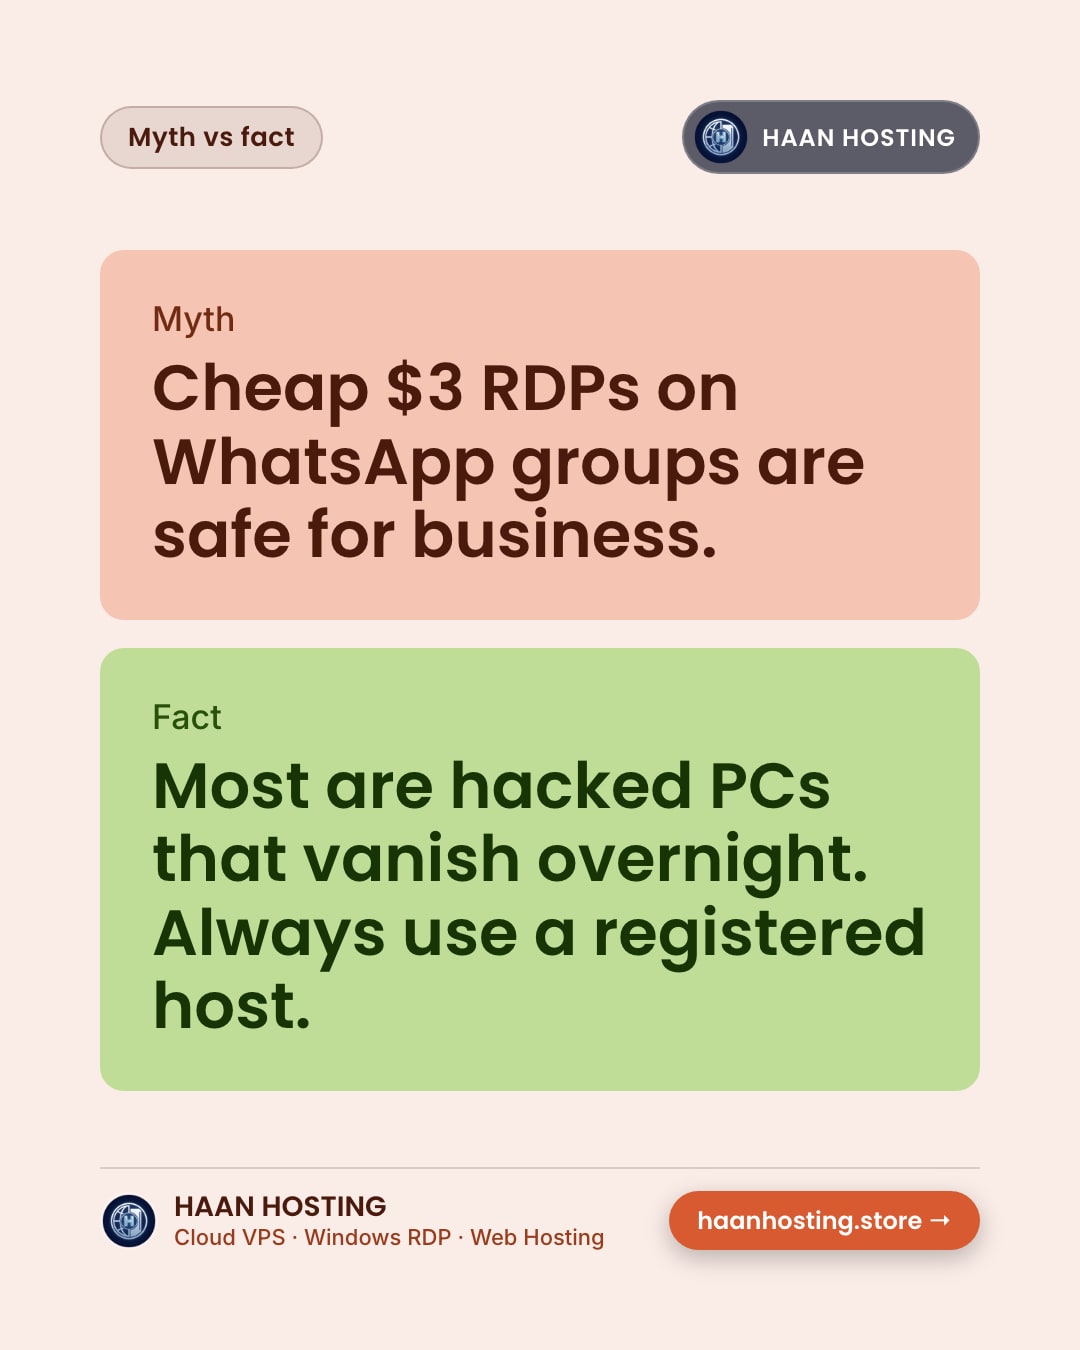 Myth vs fact
HAAN HOSTING
Myth
Cheap $3 RDPs on
WhatsApp groups are
safe for business.
Fact
Most are hacked PCs
that vanish overnight.
Always use a registered
host.
HAAN HOSTING
Cloud VPS · Windows RDP · Web Hosting
haanhosting.store →